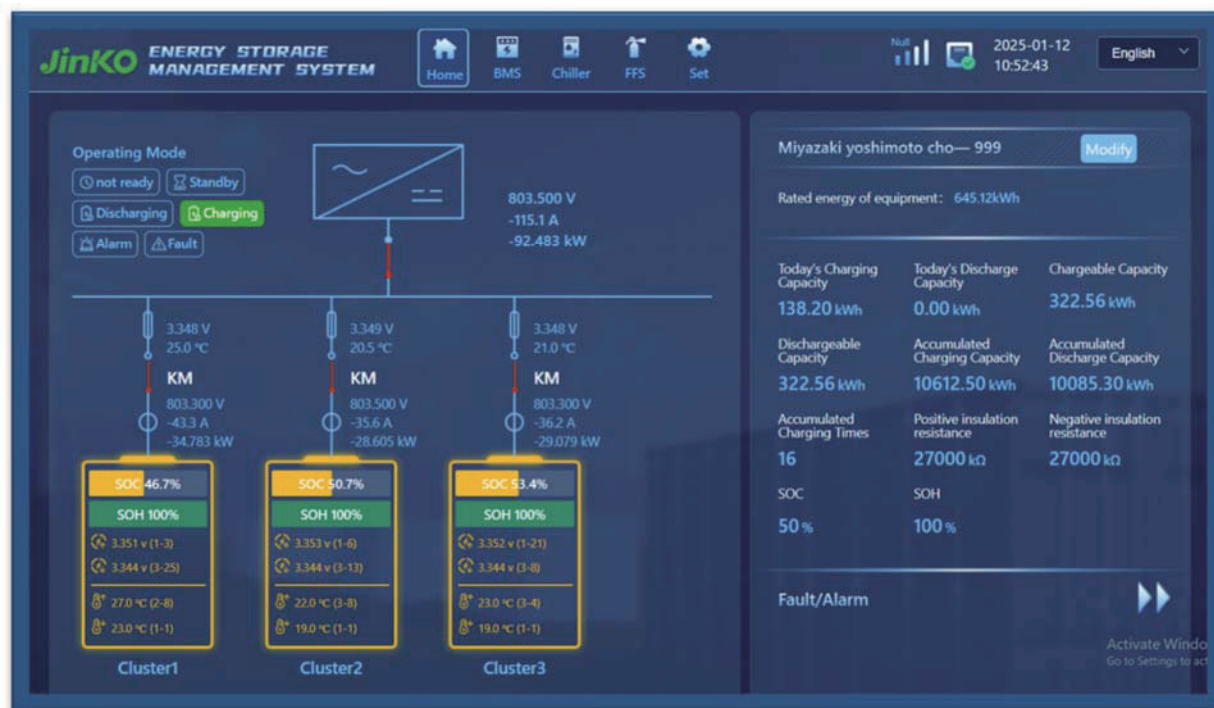 JinKO ENERGY STORAGE
MANAGEMENT SYSTEM
Home
BMS
Chiller
FFS
Set
Null
2025-01-12
10:52:43
English
Operating Mode
not ready
Standby
Discharging
Charging
Alarm
Fault
803.500 V
-115.1 A
-92.483 kW
3.348 V
25.0 °C
KM
803.300 V
-43.3 A
-34.783 kW
SOC 46.7%
SOH 100%
3.351 v (1-3)
3.344 v (3-25)
27.0 °C (2-8)
23.0 °C (1-1)
Cluster1
3.349 V
20.5 °C
KM
803.500 V
-35.6 A
-28.605 kW
SOC 50.7%
SOH 100%
3.353 v (1-6)
3.344 v (3-13)
22.0 °C (3-8)
19.0 °C (1-1)
Cluster2
3.348 V
21.0 °C
KM
803.300 V
-36.2 A
-29.079 kW
SOC 53.4%
SOH 100%
3.352 v (1-21)
3.344 v (3-8)
23.0 °C (3-4)
19.0 °C (1-1)
Cluster3
Miyazaki yoshimoto cho— 999
Modify
Rated energy of equipment: 645.12kWh
Today's Charging
Capacity
138.20 kWh
Today's Discharge
Capacity
0.00 kWh
Chargeable Capacity
322.56 kWh
Dischargeable
Capacity
322.56 kWh
Accumulated
Charging Capacity
10612.50 kWh
Accumulated
Discharge Capacity
10085.30 kWh
Accumulated
Charging Times
16
Positive insulation
resistance
27000 kΩ
Negative insulation
resistance
27000 kΩ
SOC
50 %
SOH
100 %
Fault/Alarm
Activate Windo
Go to Settings to act